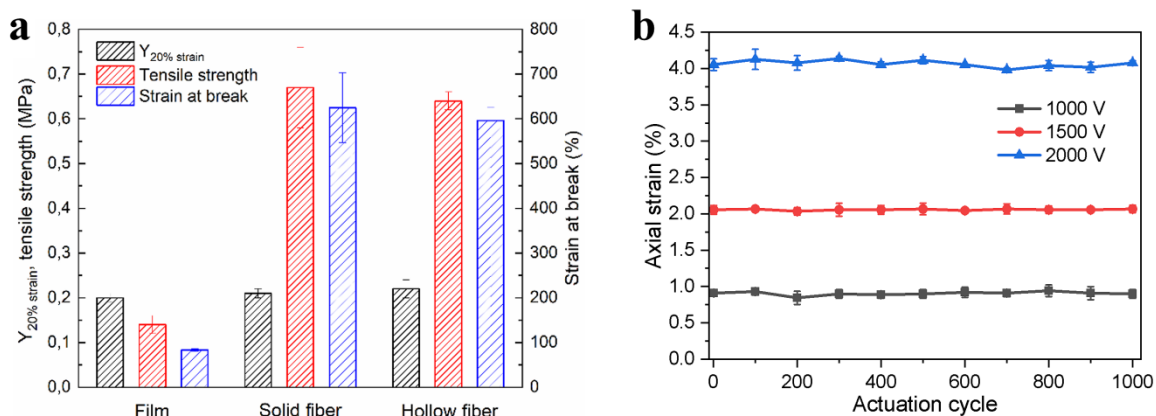 a
0,8
0,7
0,6
0,5
0,4
0,3
0,2
0,1
0,0
Y20% strain, tensile strength (MPa)
Y20% strain
Tensile strength
Strain at break
800
700
600
500
400
300
200
100
0
Strain at break (%)
Film
Solid fiber
Hollow fiber
b
4.5
4.0
3.5
3.0
2.5
2.0
1.5
1.0
0.5
0.0
Axial strain (%)
1000 V
1500 V
2000 V
0
200
400
600
800
1000
Actuation cycle